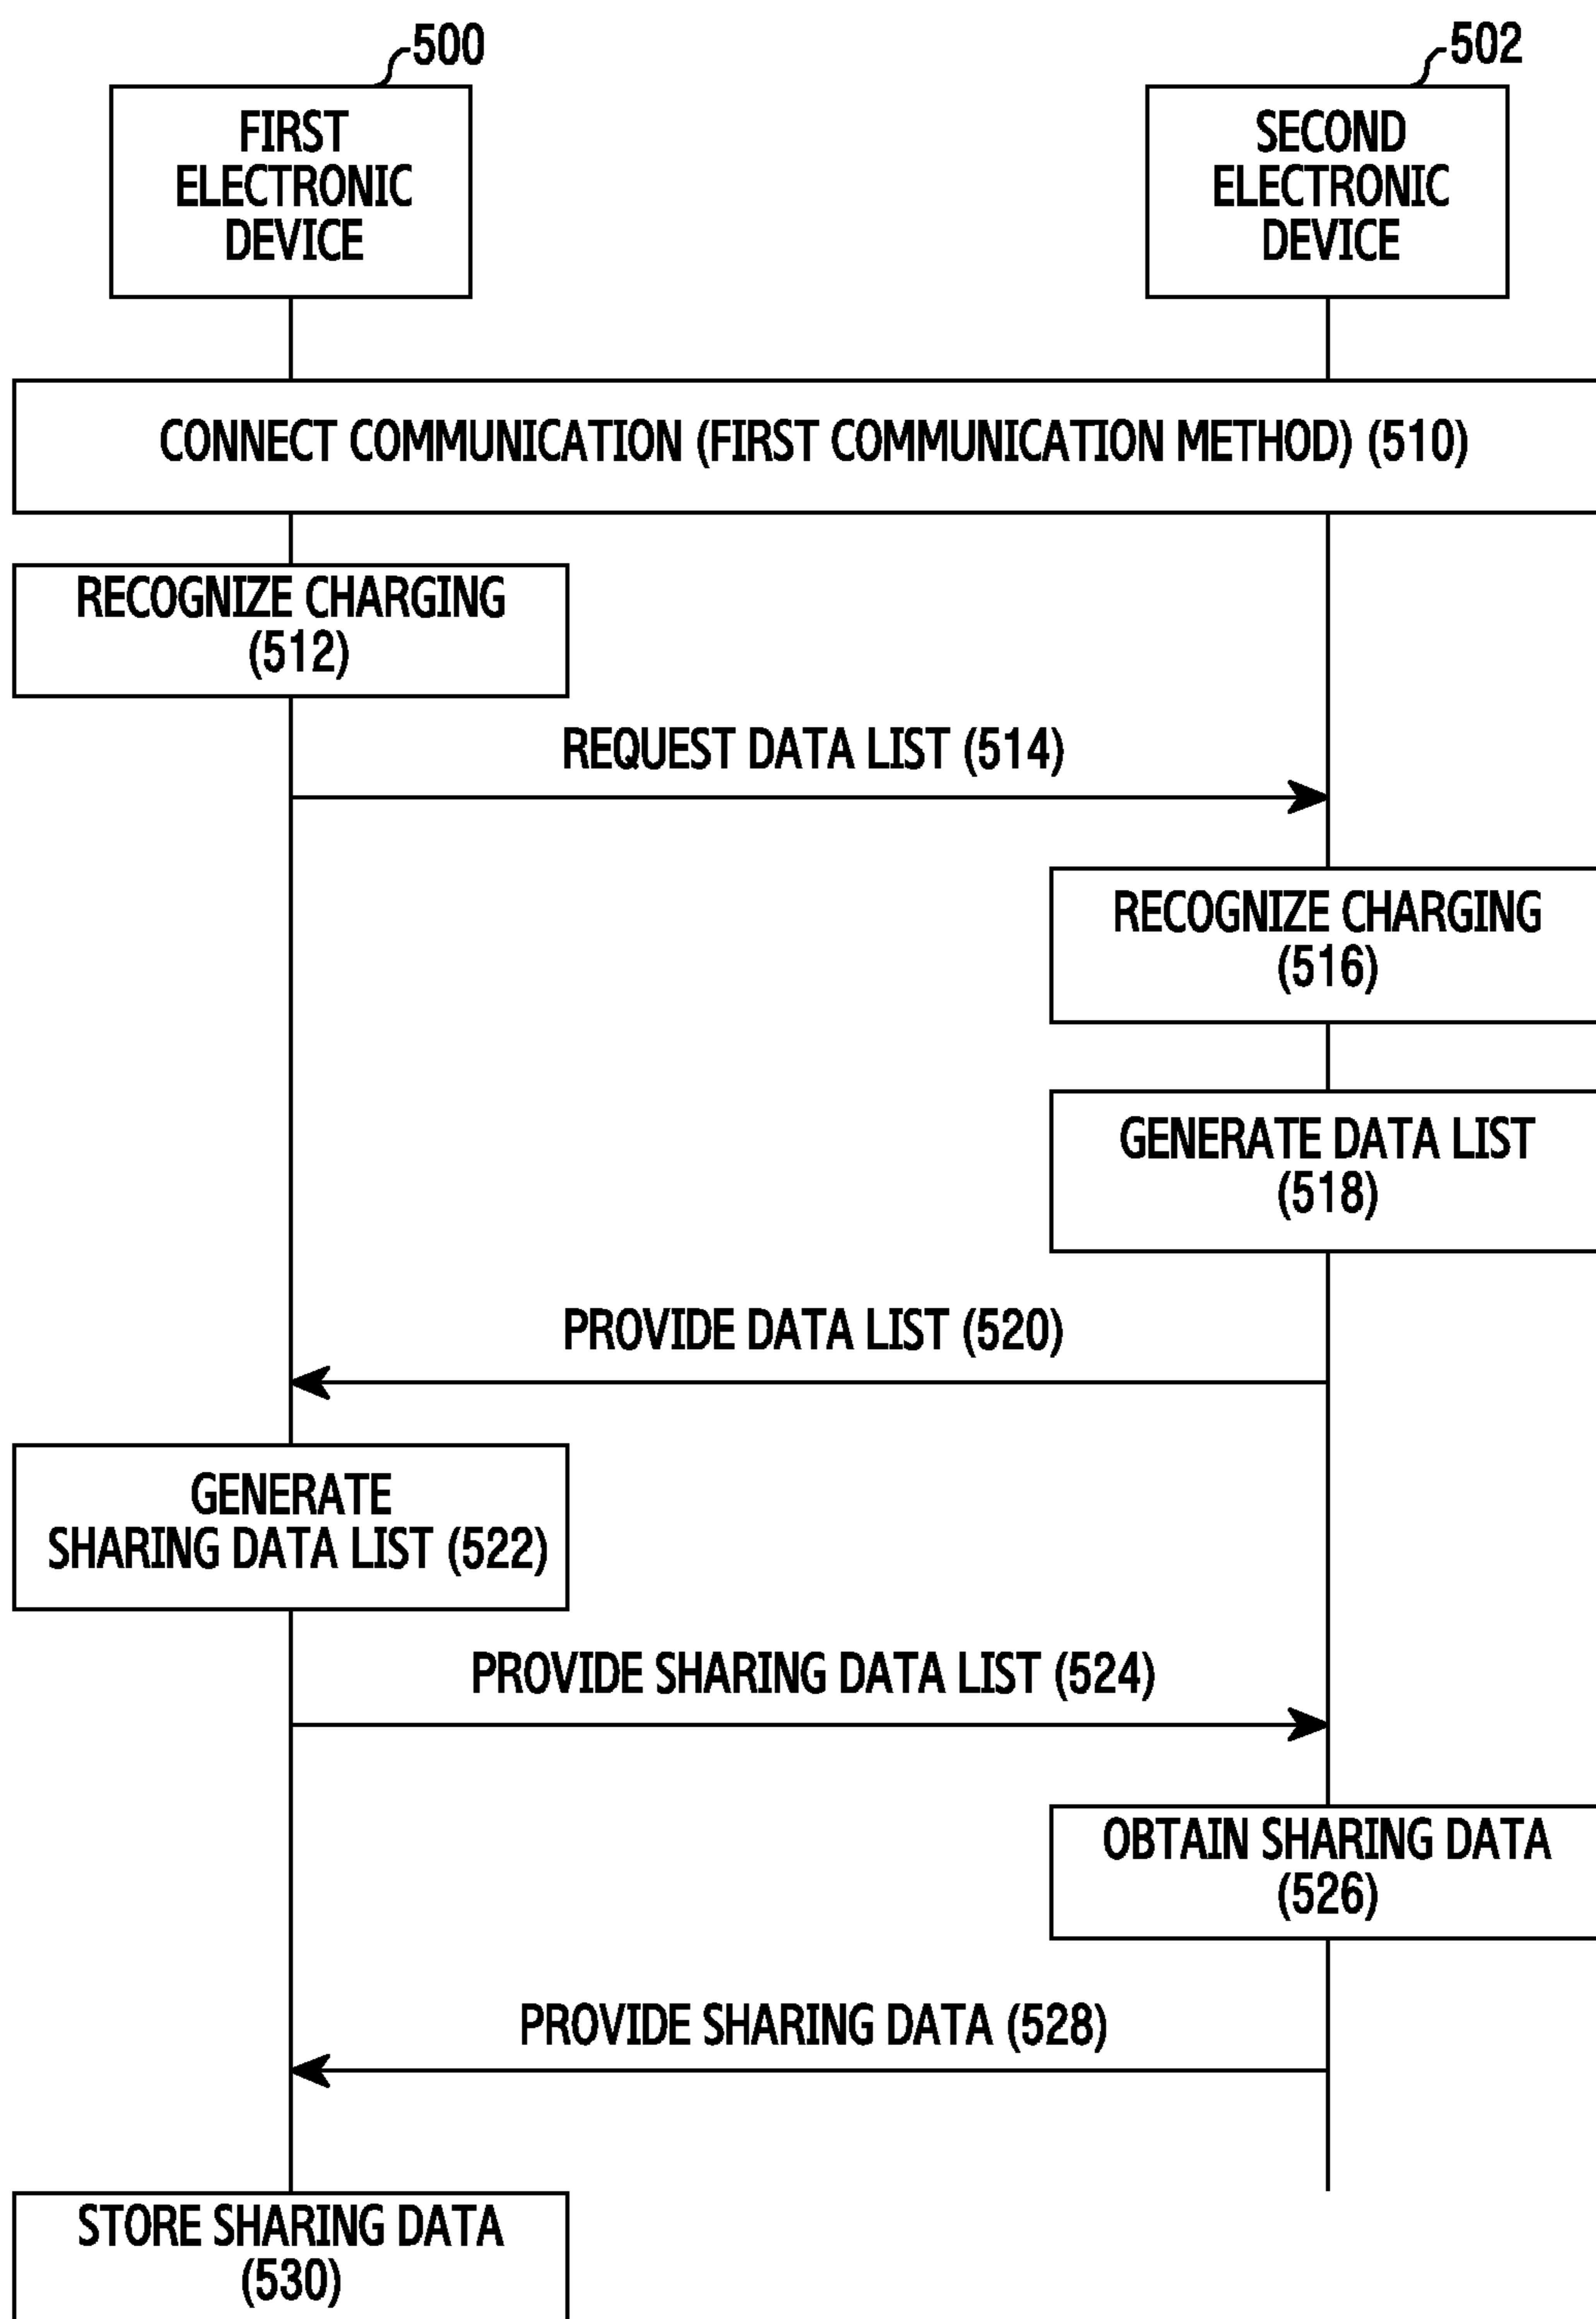 500
502
FIRST
ELECTRONIC
DEVICE
SECOND
ELECTRONIC
DEVICE
CONNECT COMMUNICATION (FIRST COMMUNICATION METHOD) (510)
RECOGNIZE CHARGING
(512)
REQUEST DATA LIST (514)
RECOGNIZE CHARGING
(516)
GENERATE DATA LIST
(518)
PROVIDE DATA LIST (520)
GENERATE
SHARING DATA LIST (522)
PROVIDE SHARING DATA LIST (524)
OBTAIN SHARING DATA
(526)
PROVIDE SHARING DATA (528)
STORE SHARING DATA
(530)